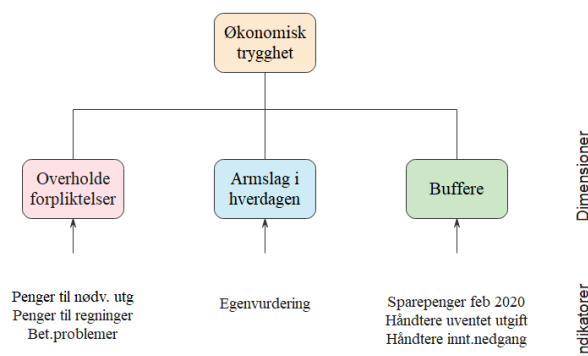 Økonomisk
trygghet
Overholde
forpliktelser
Armslag i
hverdagen
Buffere
Dimensjoner
Penger til nødv. utg
Penger til regninger
Bet.problemer
Egenvurdering
Sparepenger feb 2020
Håndtere uventet utgift
Håndtere innt.nedgang
ndikatorer